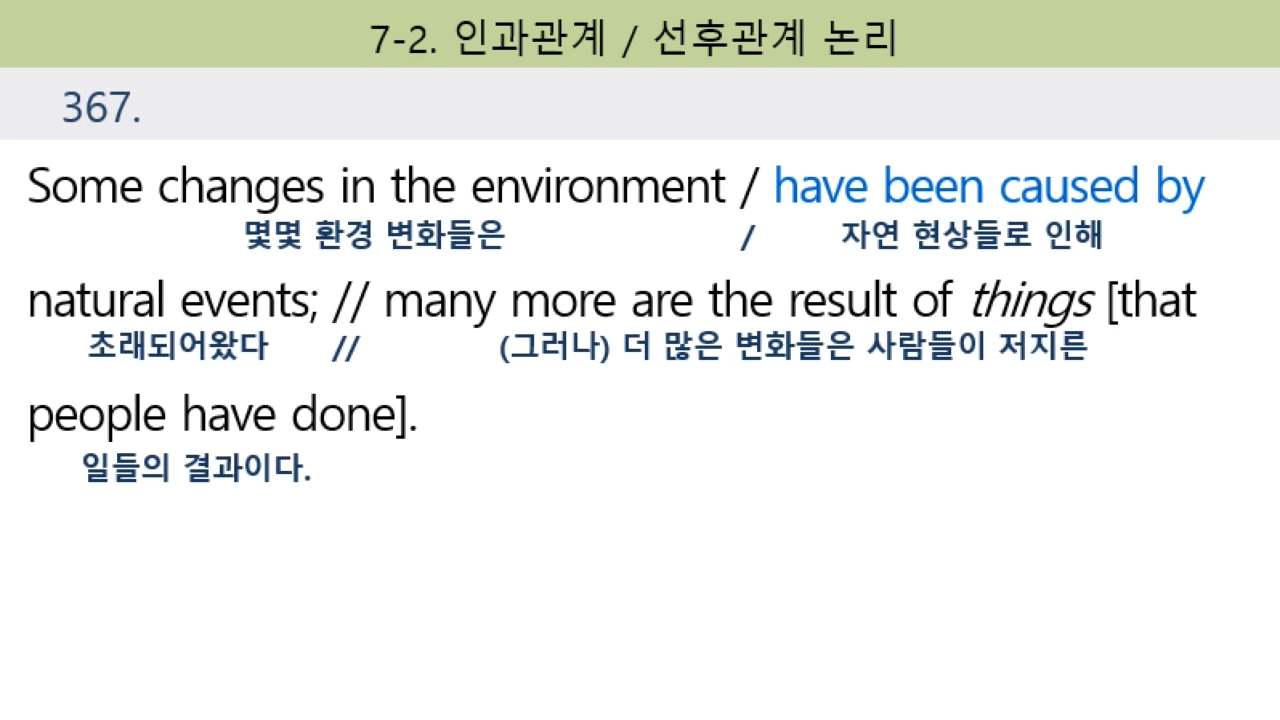 7-2. 인과관계 / 선후관계 논리
367.
Some changes in the environment / have been caused by
몇몇 환경 변화들은 / 자연 현상들로 인해
natural events; // many more are the result of things [that
초래되어왔다 // (그러나) 더 많은 변화들은 사람들이 저지른
people have done].
일들의 결과이다.